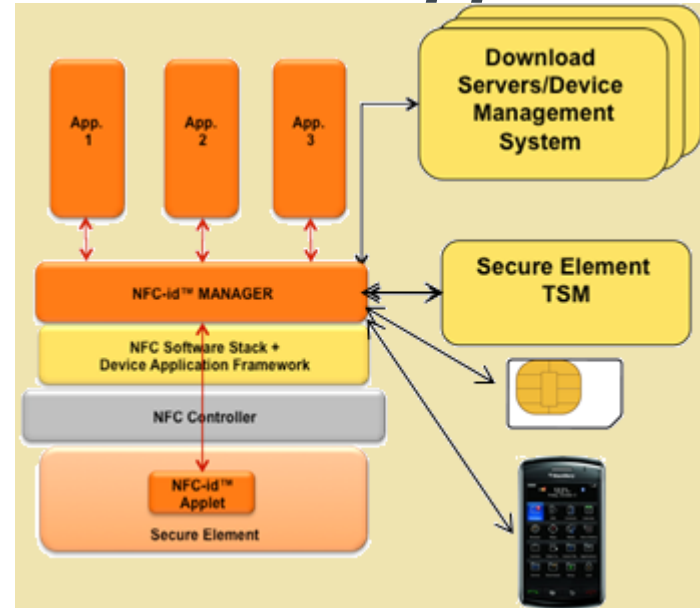 Download
Servers/Device
Management
System
App.
1
App.
2
App.
3
Secure Element
TSM
NFC-id™ MANAGER
NFC Software Stack +
Device Application Framework
NFC Controller
NFC-id™
Applet
Secure Element